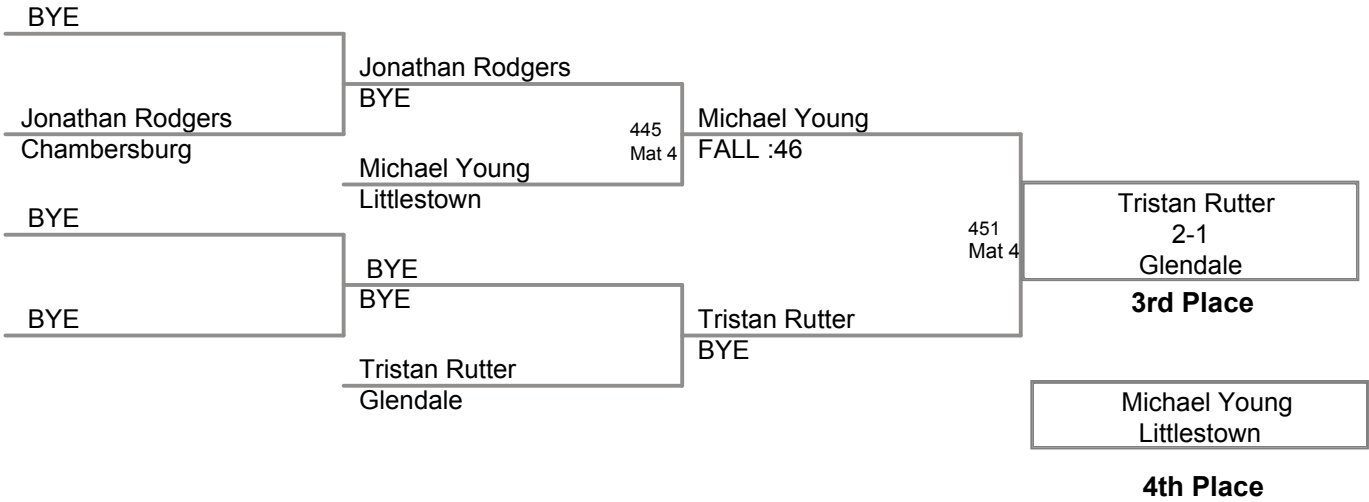 BYE
Jonathan Rodgers
BYE
Jonathan Rodgers
Chambersburg
445
Mat 4
Michael Young
FALL :46
Michael Young
Littlestown
BYE
451
Mat 4
Tristan Rutter
2-1
Glendale
3rd Place
BYE
BYE
BYE
Tristan Rutter
BYE
Tristan Rutter
Glendale
Michael Young
Littlestown
4th Place